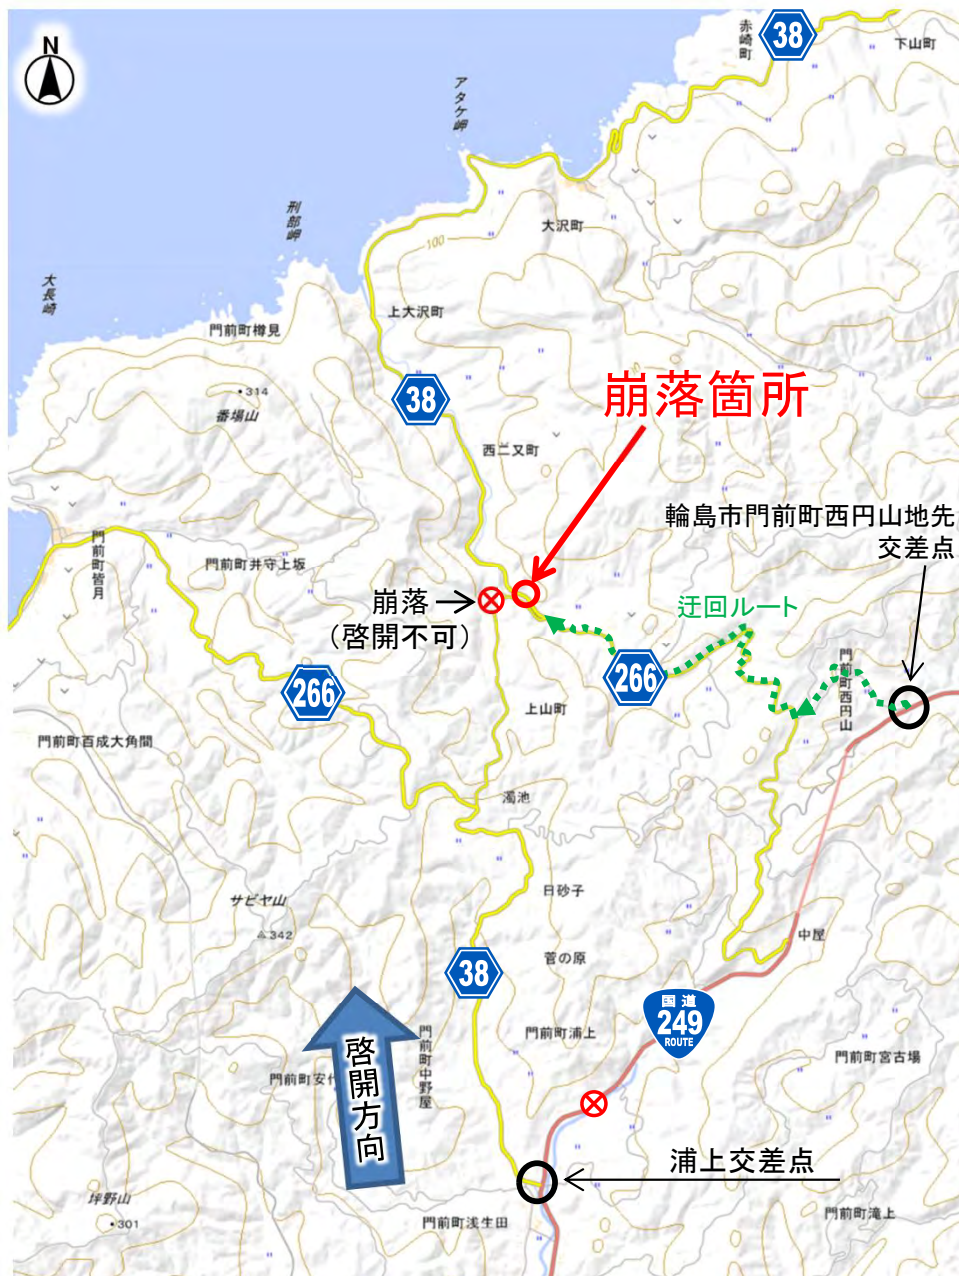 N
赤崎町
38
下山町
アタケ岬
刑部岬
大沢町
100
大長崎
上大沢町
門前町樽見
314
番場山
38
崩落箇所
西二又町
輪島市門前町西円山地先
交差点
門前町皆月
門前町井守上坂
崩落
（啓開不可）
迂回ルート
門前町西円山
266
266
上山町
門前町百成大角間
濁池
サビヤ山
342
日砂子
中屋
菅の原
38
国道
249
ROUTE
門前町浦上
門前町中野屋
門前町宮古場
啓開方向
門前町安代
浦上交差点
坪野山
301
門前町浅生田
門前町滝上